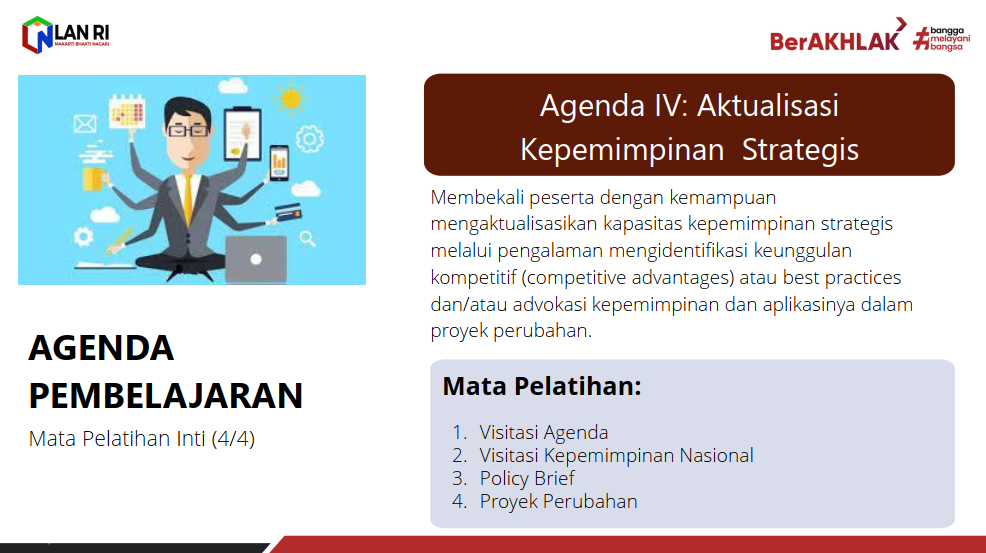 LAN RI
MAKARTI BHAKTI NAGARI
BerAKHLAK
#bangga
melayani
bangsa
Agenda IV: Aktualisasi
Kepemimpinan Strategis
Membekali peserta dengan kemampuan
mengaktualisasikan kapasitas kepemimpinan strategis
melalui pengalaman mengidentifikasi keunggulan
kompetitif (competitive advantages) atau best practices
dan/atau advokasi kepemimpinan dan aplikasinya dalam
proyek perubahan.
AGENDA
PEMBELAJARAN
Mata Pelatihan Inti (4/4)
Mata Pelatihan:
1. Visitasi Agenda
2. Visitasi Kepemimpinan Nasional
3. Policy Brief
4. Proyek Perubahan